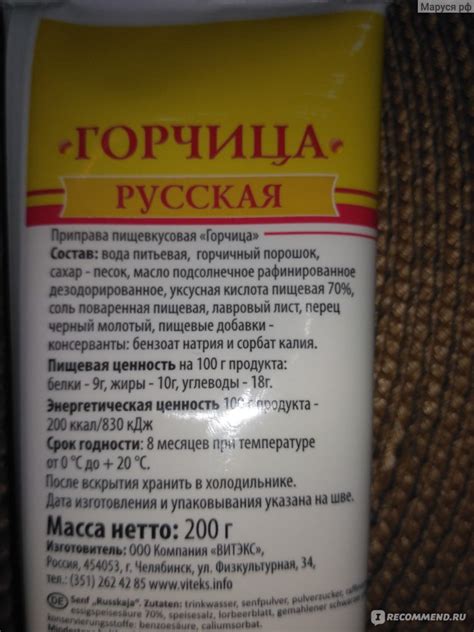 Маруся рф
ГОРЧИЦА
РУССКАЯ
Приправа пищевкусовая «Горчица»
Состав: вода питьевая, горчичный порошок,
сахар - песок, масло подсолнечное рафинированное
дезодорированное, уксусная кислота пищевая 70%,
соль поваренная пищевая, лавровый лист, перец
черный молотый, пищевые добавки -
консерванты: бензоат натрия и сорбат калия.
Пищевая ценность на 100 г продукта:
белки - 9г, жиры - 10г, углеводы - 18г.
Энергетическая ценность 100 г продукта -
200 ккал/830 кДж
Срок годности: 8 месяцев при температуре
от 0 °C до + 20 °C.
После вскрытия хранить в холодильнике.
Дата изготовления и упаковывания указана на шве.
Масса нетто: 200 г
Изготовитель: ООО Компания «ВИТЭКС»,
Россия, 454053, г. Челябинск, ул. Физкультурная, 34,
тел.: (351) 262 42 85 www.viteks.info
DE Senf „Russkaja". Zutaten: trinkwasser, senfpulver, pulverzucker,
essigspeisesäure 70%, speisesalz, lorbeerblatt, gemahlener schwarzer
konservierungsstoffe: benzoesäure, caliumsorbat.
IRECOMMEND.RU